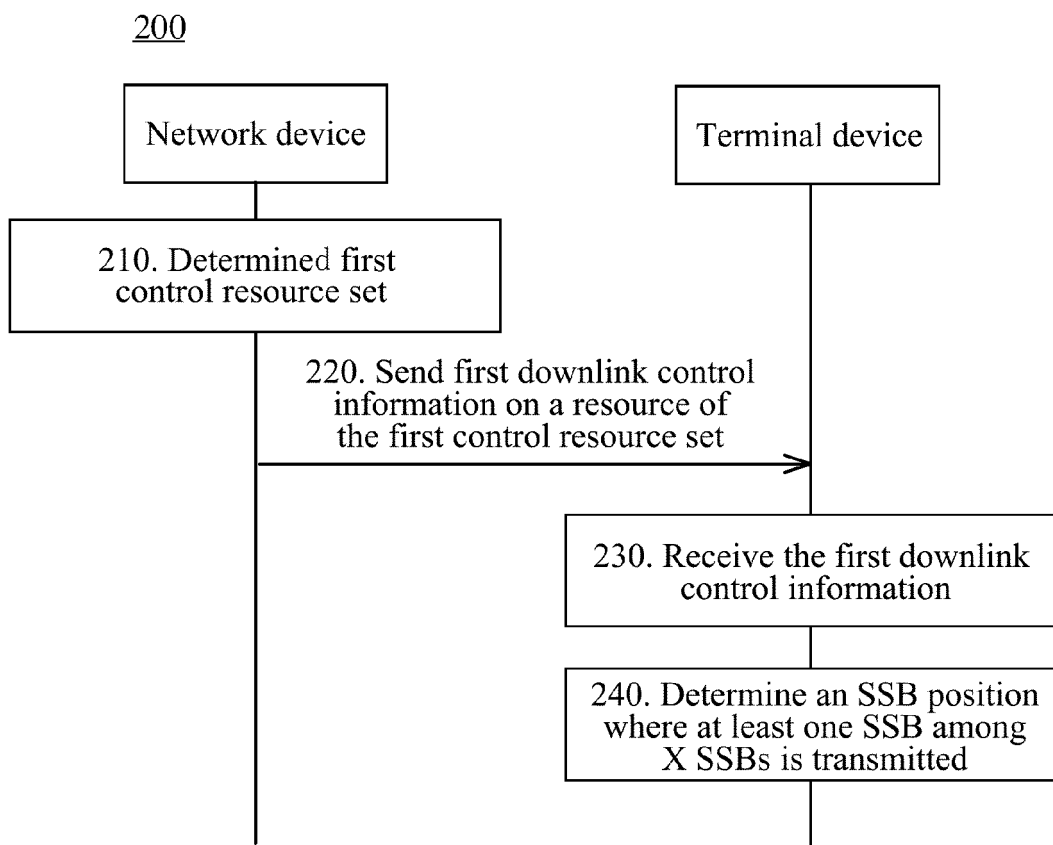 200
Network device
Terminal device
210. Determined first
control resource set
220. Send first downlink control
information on a resource of
the first control resource set
230. Receive the first downlink
control information
240. Determine an SSB position
where at least one SSB among
X SSBs is transmitted